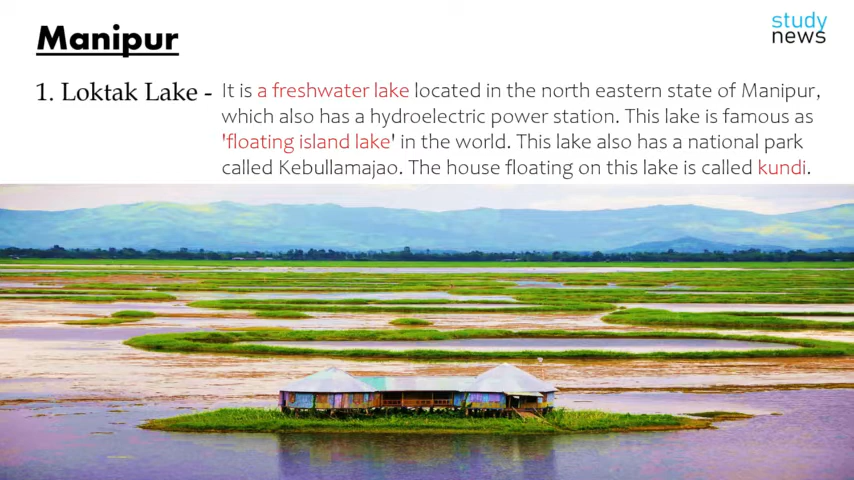 Manipur
study
news
1. Loktak Lake - It is a freshwater lake located in the north eastern state of Manipur,
which also has a hydroelectric power station. This lake is famous as
'floating island lake' in the world. This lake also has a national park
called Kebullamajao. The house floating on this lake is called kundi.